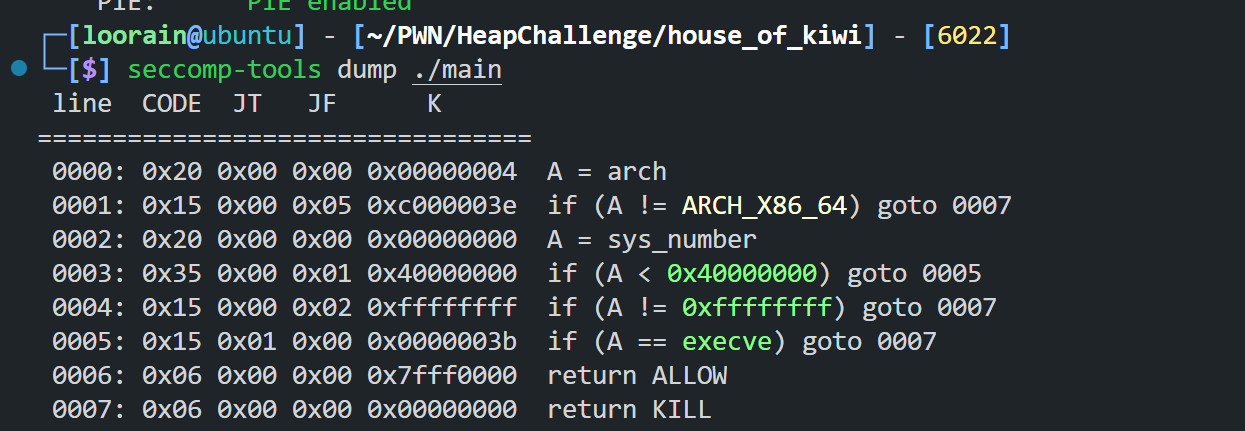 PIE: PIE enabled
┌─[loorain@ubuntu] - [~/PWN/HeapChallenge/house_of_kiwi] - [6022]
└─[$] seccomp-tools dump ./main
line CODE JT JF K
=================================
0000: 0x20 0x00 0x00 0x00000004 A = arch
0001: 0x15 0x00 0x05 0xc000003e if (A != ARCH_X86_64) goto 0007
0002: 0x20 0x00 0x00 0x00000000 A = sys_number
0003: 0x35 0x00 0x01 0x40000000 if (A < 0x40000000) goto 0005
0004: 0x15 0x00 0x02 0xffffffff if (A != 0xffffffff) goto 0007
0005: 0x15 0x01 0x00 0x0000003b if (A == execve) goto 0007
0006: 0x06 0x00 0x00 0x7fff0000 return ALLOW
0007: 0x06 0x00 0x00 0x00000000 return KILL